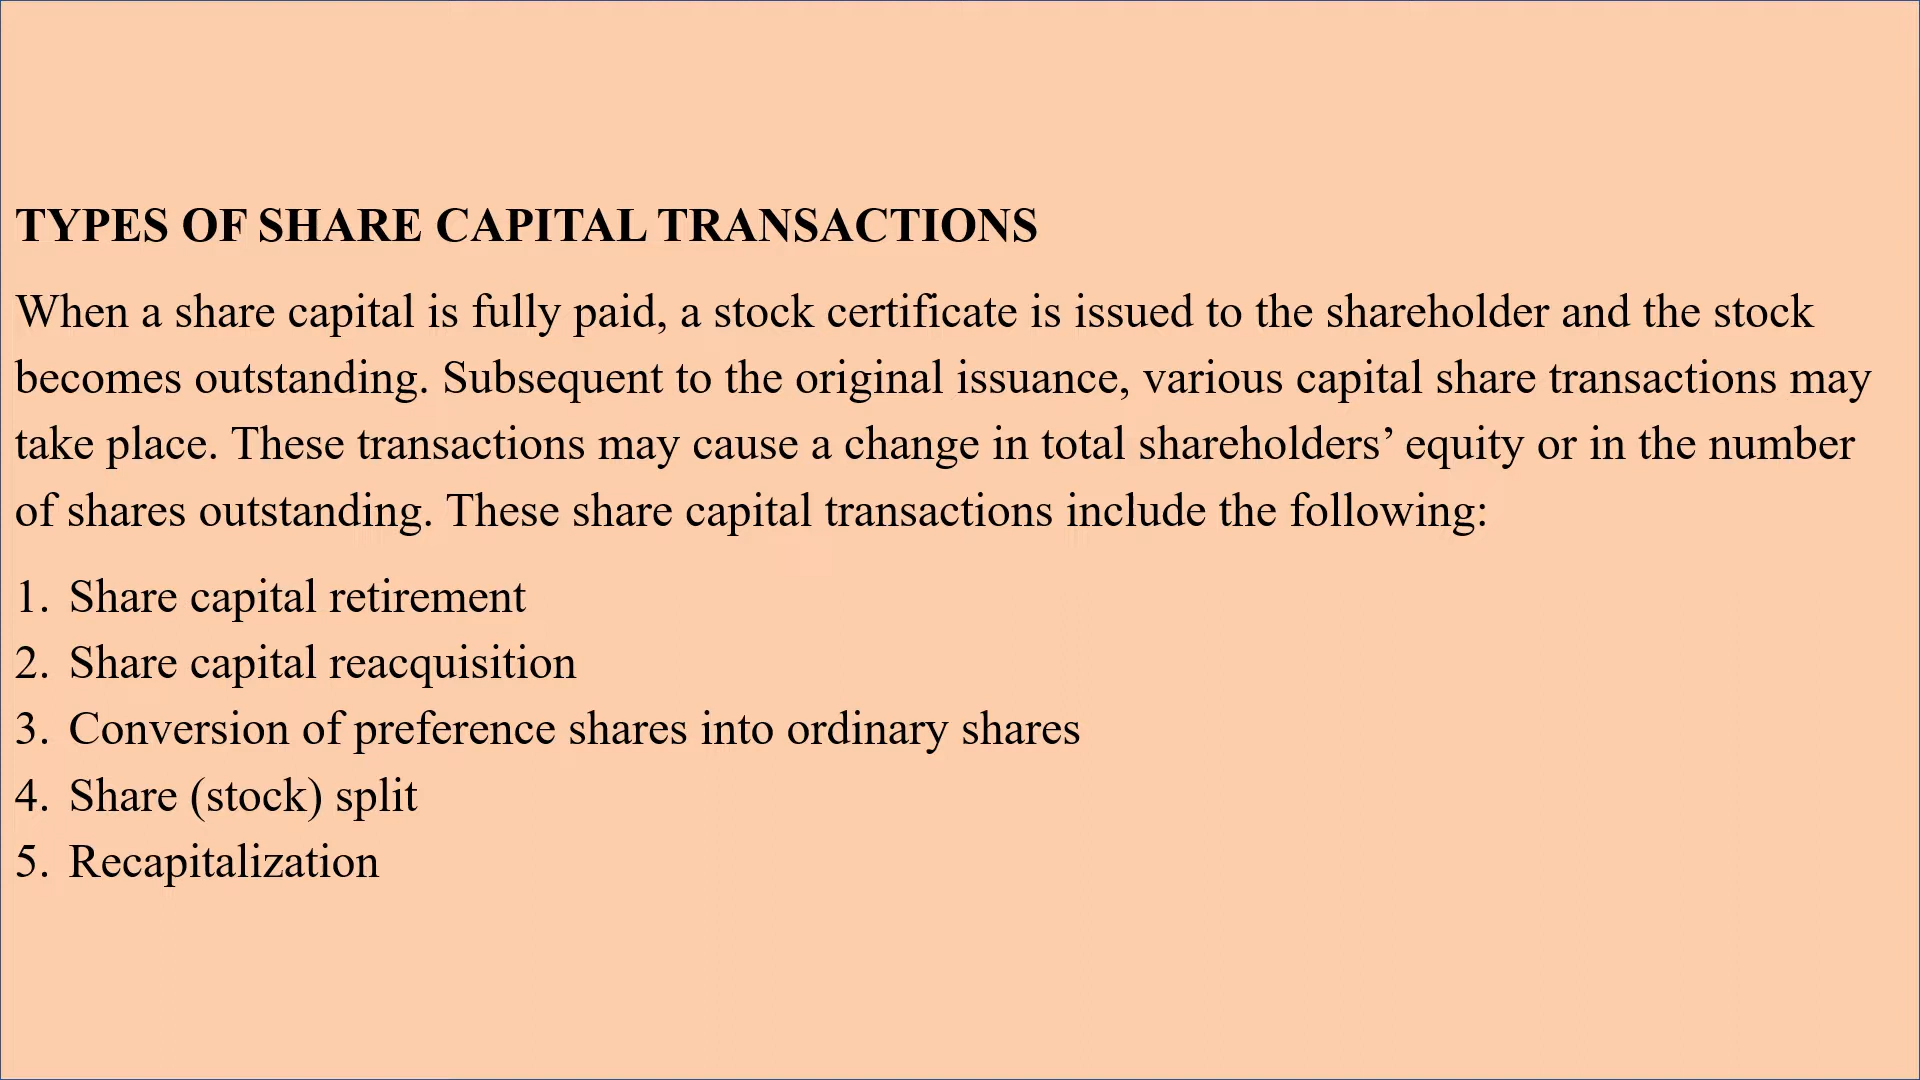 TYPES OF SHARE CAPITAL TRANSACTIONS
When a share capital is fully paid, a stock certificate is issued to the shareholder and the stock
becomes outstanding. Subsequent to the original issuance, various capital share transactions may
take place. These transactions may cause a change in total shareholders’ equity or in the number
of shares outstanding. These share capital transactions include the following:
1. Share capital retirement
2. Share capital reacquisition
3. Conversion of preference shares into ordinary shares
4. Share (stock) split
5. Recapitalization